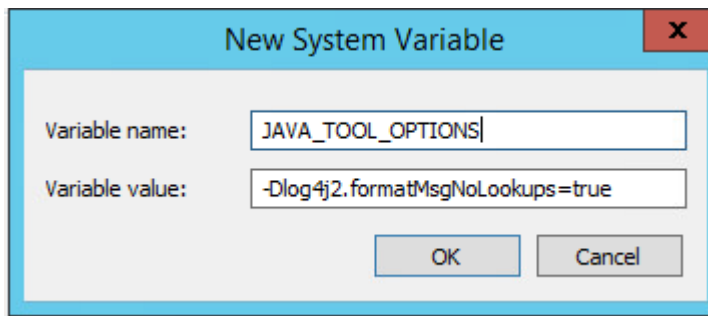 New System Variable
x
Variable name: JAVA_TOOL_OPTIONS
Variable value: -Dlog4j2.formatMsgNoLookups=true
OK Cancel